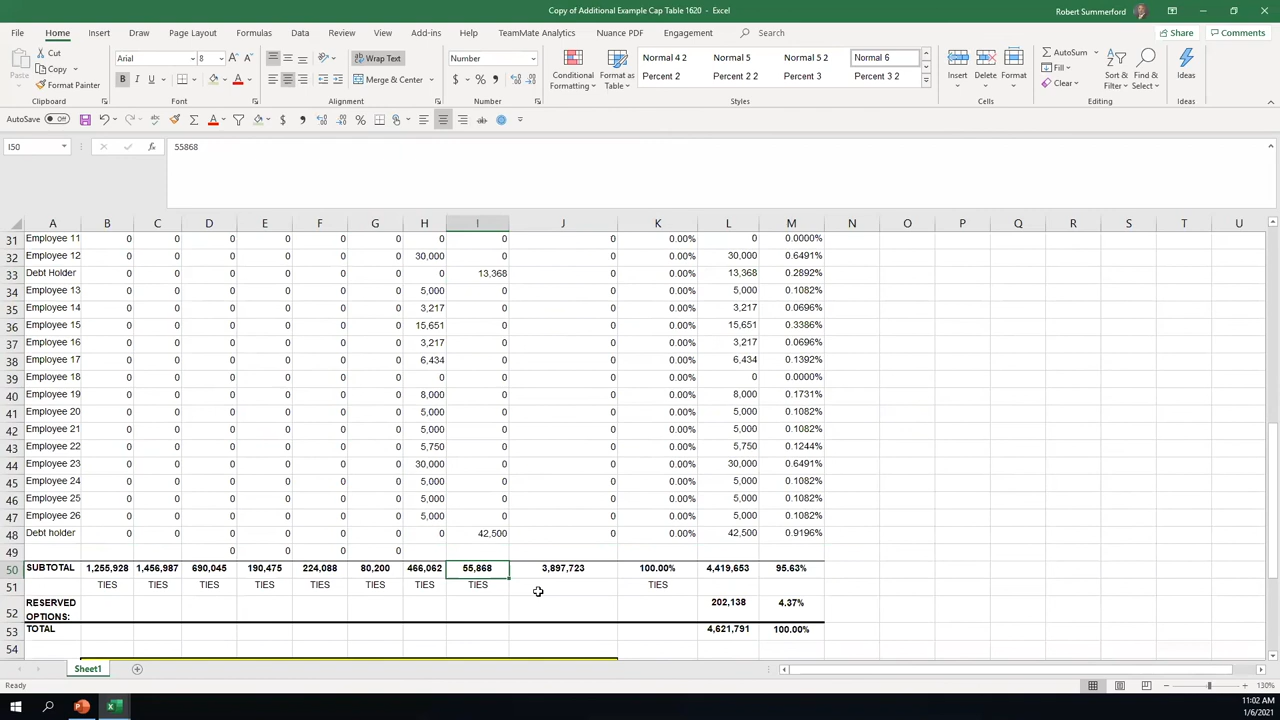 Copy of Additional Example Cap Table 1620 - Excel
Robert Summerford
File Home Insert Draw Page Layout Formulas Data Review View Add-ins Help TeamMate Analytics Nuance PDF Engagement Search Share Comments
Paste Cut Copy Format Painter Clipboard
Arial 8 B I U Font
Wrap Text Merge & Center Alignment
Number $ % Number
Conditional Formatting Format as Table
Normal 4 2 Normal 5 Normal 5 2 Normal 6
Percent 2 Percent 2 2 Percent 3 Percent 3 2
Styles
Insert Delete Format Cells
AutoSum Fill Clear Sort & Filter Find & Select Editing
Ideas Ideas
AutoSave Off
I50 fx 55868
A B C D E F G H I J K L M N O P Q R S T U
31 Employee 11 0 0 0 0 0 0 0 0 0 0.00% 0 0.0000%
32 Employee 12 0 0 0 0 0 0 30,000 0 0 0.00% 30,000 0.6491%
33 Debt Holder 0 0 0 0 0 0 0 13,368 0 0.00% 13,368 0.2892%
34 Employee 13 0 0 0 0 0 0 5,000 0 0 0.00% 5,000 0.1082%
35 Employee 14 0 0 0 0 0 0 3,217 0 0 0.00% 3,217 0.0696%
36 Employee 15 0 0 0 0 0 0 15,651 0 0 0.00% 15,651 0.3386%
37 Employee 16 0 0 0 0 0 0 3,217 0 0 0.00% 3,217 0.0696%
38 Employee 17 0 0 0 0 0 0 6,434 0 0 0.00% 6,434 0.1392%
39 Employee 18 0 0 0 0 0 0 0 0 0 0.00% 0 0.0000%
40 Employee 19 0 0 0 0 0 0 8,000 0 0 0.00% 8,000 0.1731%
41 Employee 20 0 0 0 0 0 0 5,000 0 0 0.00% 5,000 0.1082%
42 Employee 21 0 0 0 0 0 0 5,000 0 0 0.00% 5,000 0.1082%
43 Employee 22 0 0 0 0 0 0 5,750 0 0 0.00% 5,750 0.1244%
44 Employee 23 0 0 0 0 0 0 30,000 0 0 0.00% 30,000 0.6491%
45 Employee 24 0 0 0 0 0 0 5,000 0 0 0.00% 5,000 0.1082%
46 Employee 25 0 0 0 0 0 0 5,000 0 0 0.00% 5,000 0.1082%
47 Employee 26 0 0 0 0 0 0 5,000 0 0 0.00% 5,000 0.1082%
48 Debt holder 0 0 0 0 0 0 0 42,500 0 0.00% 42,500 0.9196%
49 0 0 0 0
50 SUBTOTAL 1,255,928 1,456,987 690,045 190,475 224,088 80,200 466,062 55,868 3,897,723 100.00% 4,419,653 95.63%
51 TIES TIES TIES TIES TIES TIES TIES TIES TIES
52 RESERVED OPTIONS: 202,138 4.37%
53 TOTAL 4,621,791 100.00%
54
Sheet1
Ready 130%
11:02 AM
1/6/2021